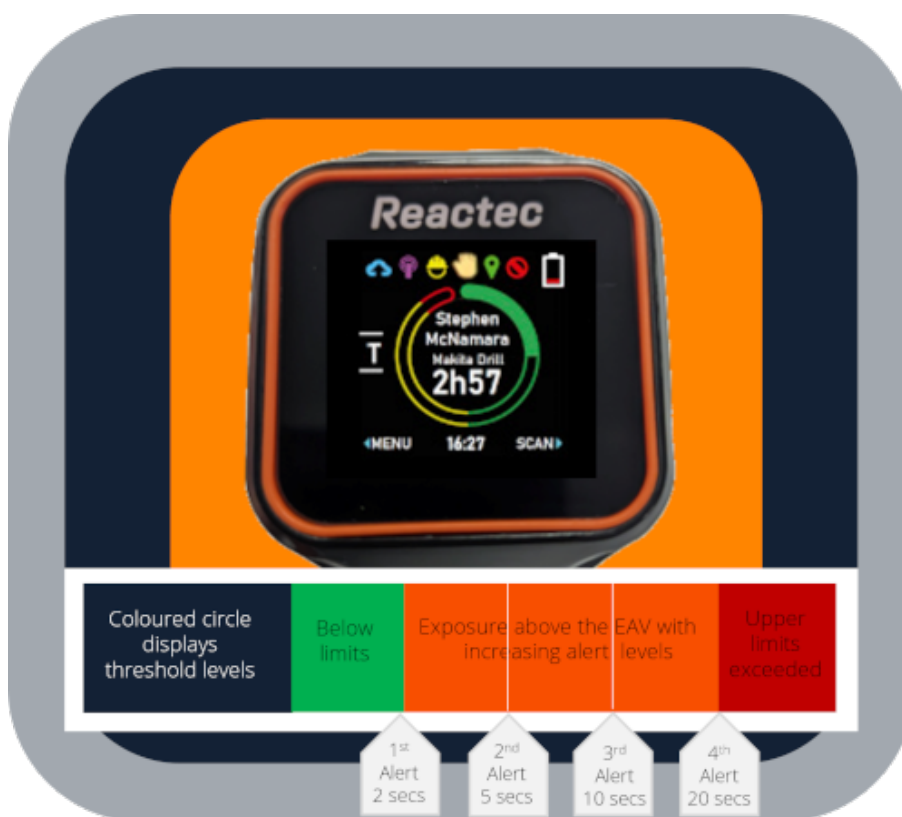 Reactec
Stephen
McNamara
Makita Drill
2h57
T
MENU 16:27 SCAN
Coloured circle
displays
threshold levels
Below
limits
Exposure above the EAV with
increasing alert levels
Upper
limits
exceeded
1st
Alert
2 secs
2nd
Alert
5 secs
3rd
Alert
10 secs
4th
Alert
20 secs